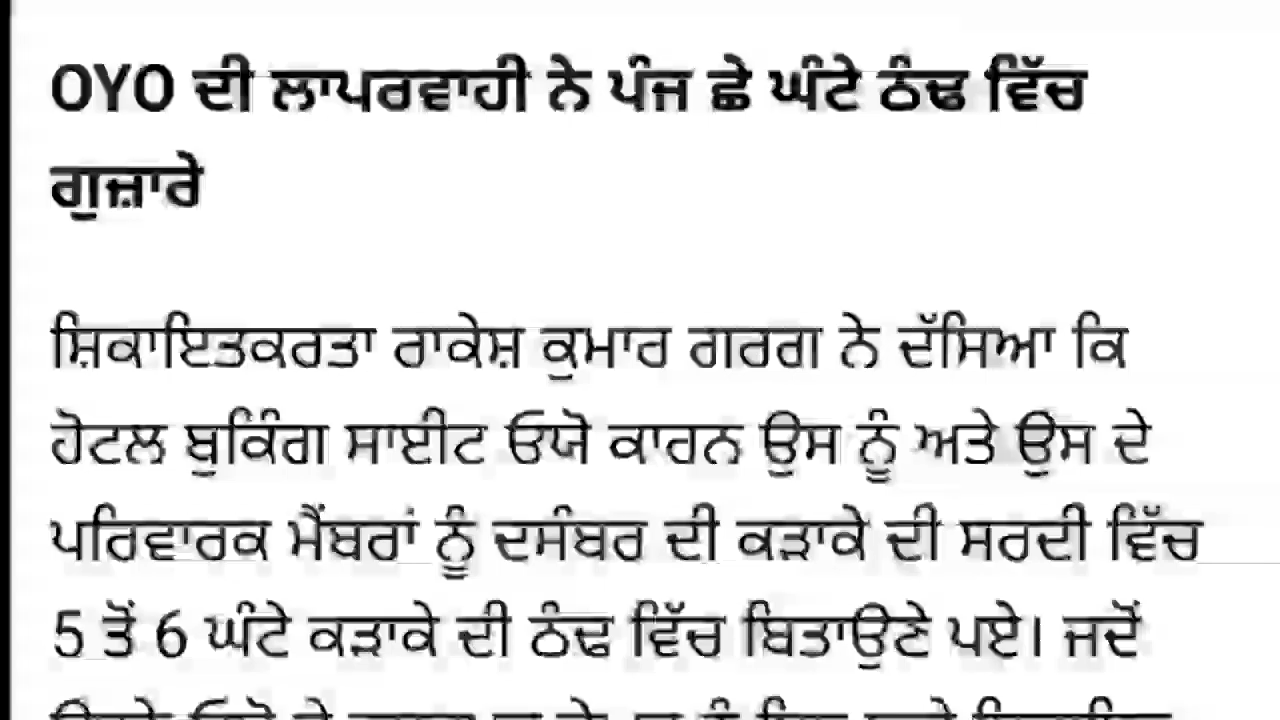 OYO ਦੀ ਲਾਪਰਵਾਹੀ ਨੇ ਪੰਜ ਛੇ ਘੰਟੇ ਠੰਢ ਵਿੱਚ
ਗੁਜ਼ਾਰੇ
ਸ਼ਿਕਾਇਤਕਰਤਾ ਰਾਕੇਸ਼ ਕੁਮਾਰ ਗਰਗ ਨੇ ਦੱਸਿਆ ਕਿ
ਹੋਟਲ ਬੁਕਿੰਗ ਸਾਈਟ ਓਯੋ ਕਾਰਨ ਉਸ ਨੂੰ ਅਤੇ ਉਸ ਦੇ
ਪਰਿਵਾਰਕ ਮੈਂਬਰਾਂ ਨੂੰ ਦਸੰਬਰ ਦੀ ਕੜਾਕੇ ਦੀ ਸਰਦੀ ਵਿੱਚ
5 ਤੋਂ 6 ਘੰਟੇ ਕੜਾਕੇ ਦੀ ਠੰਢ ਵਿੱਚ ਬਿਤਾਉਣੇ ਪਏ। ਜਦੋਂ